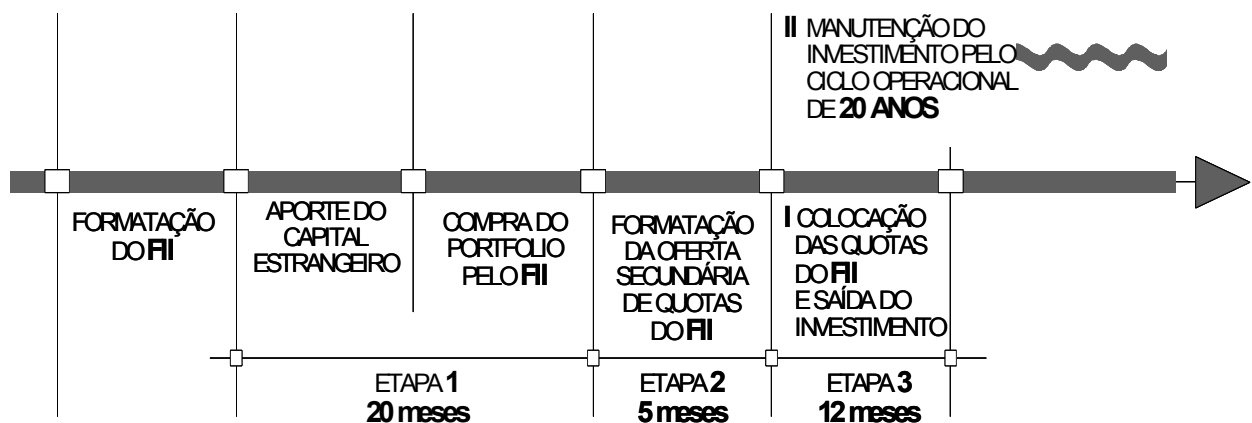 II MANUTENÇÃO DO
INVESTIMENTO PELO
CICLO OPERACIONAL
DE 20 ANOS
FORMATAÇÃO
DO FII
APORTE DO
CAPITAL
ESTRANGEIRO
COMPRA DO
PORTFOLIO
PELO FII
FORMATAÇÃO
DA OFERTA
SECUNDÁRIA
DE QUOTAS
DO FII
I COLOCAÇÃO
DAS QUOTAS
DO FII
E SAÍDA DO
INVESTIMENTO
ETAPA 1
20 meses
ETAPA 2
5 meses
ETAPA 3
12 meses